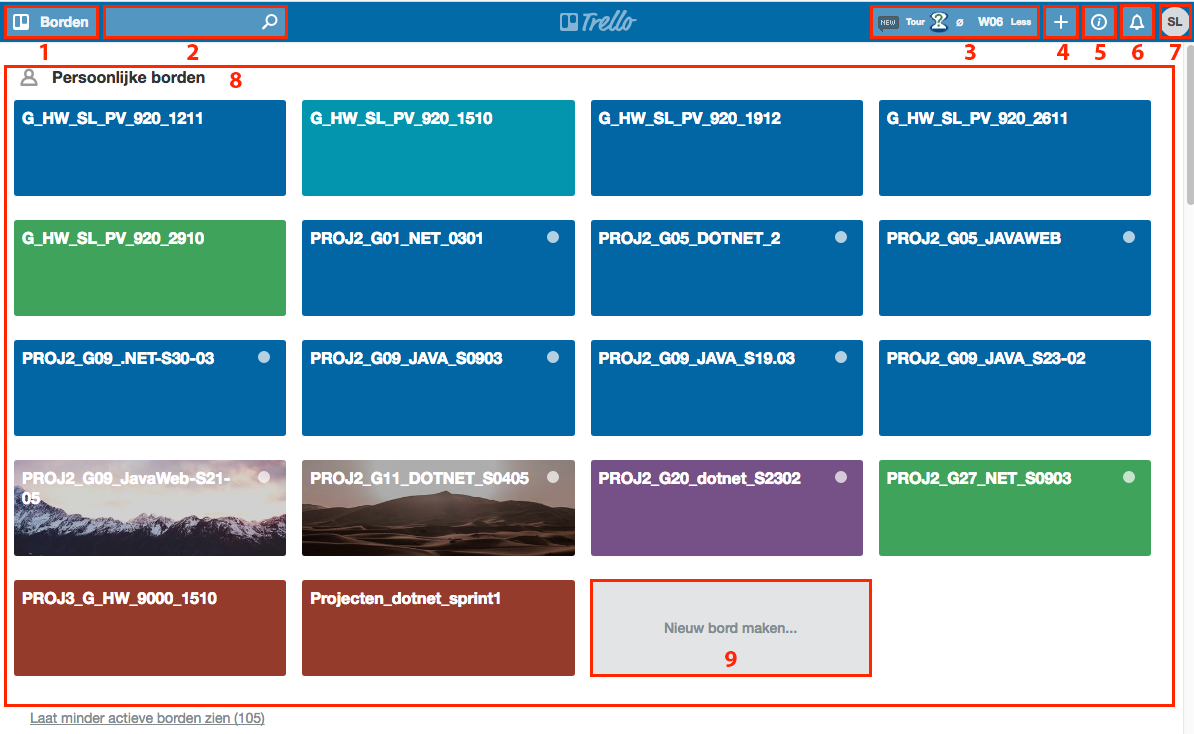 Borden
Trello
NEW Tour ø W06 Less
SL
1 2 3 4 5 6 7
Persoonlijke borden 8
G_HW_SL_PV_920_1211
G_HW_SL_PV_920_1510
G_HW_SL_PV_920_1912
G_HW_SL_PV_920_2611
G_HW_SL_PV_920_2910
PROJ2_G01_NET_0301
PROJ2_G05_DOTNET_2
PROJ2_G05_JAVAWEB
PROJ2_G09_.NET-S30-03
PROJ2_G09_JAVA_S0903
PROJ2_G09_JAVA_S19.03
PROJ2_G09_JAVA_S23-02
PROJ2_G09_JavaWeb-S21-
05
PROJ2_G11_DOTNET_S0405
PROJ2_G20_dotnet_S2302
PROJ2_G27_NET_S0903
PROJ3_G_HW_9000_1510
Projecten_dotnet_sprint1
Nieuw bord maken...
9
Laat minder actieve borden zien (105)